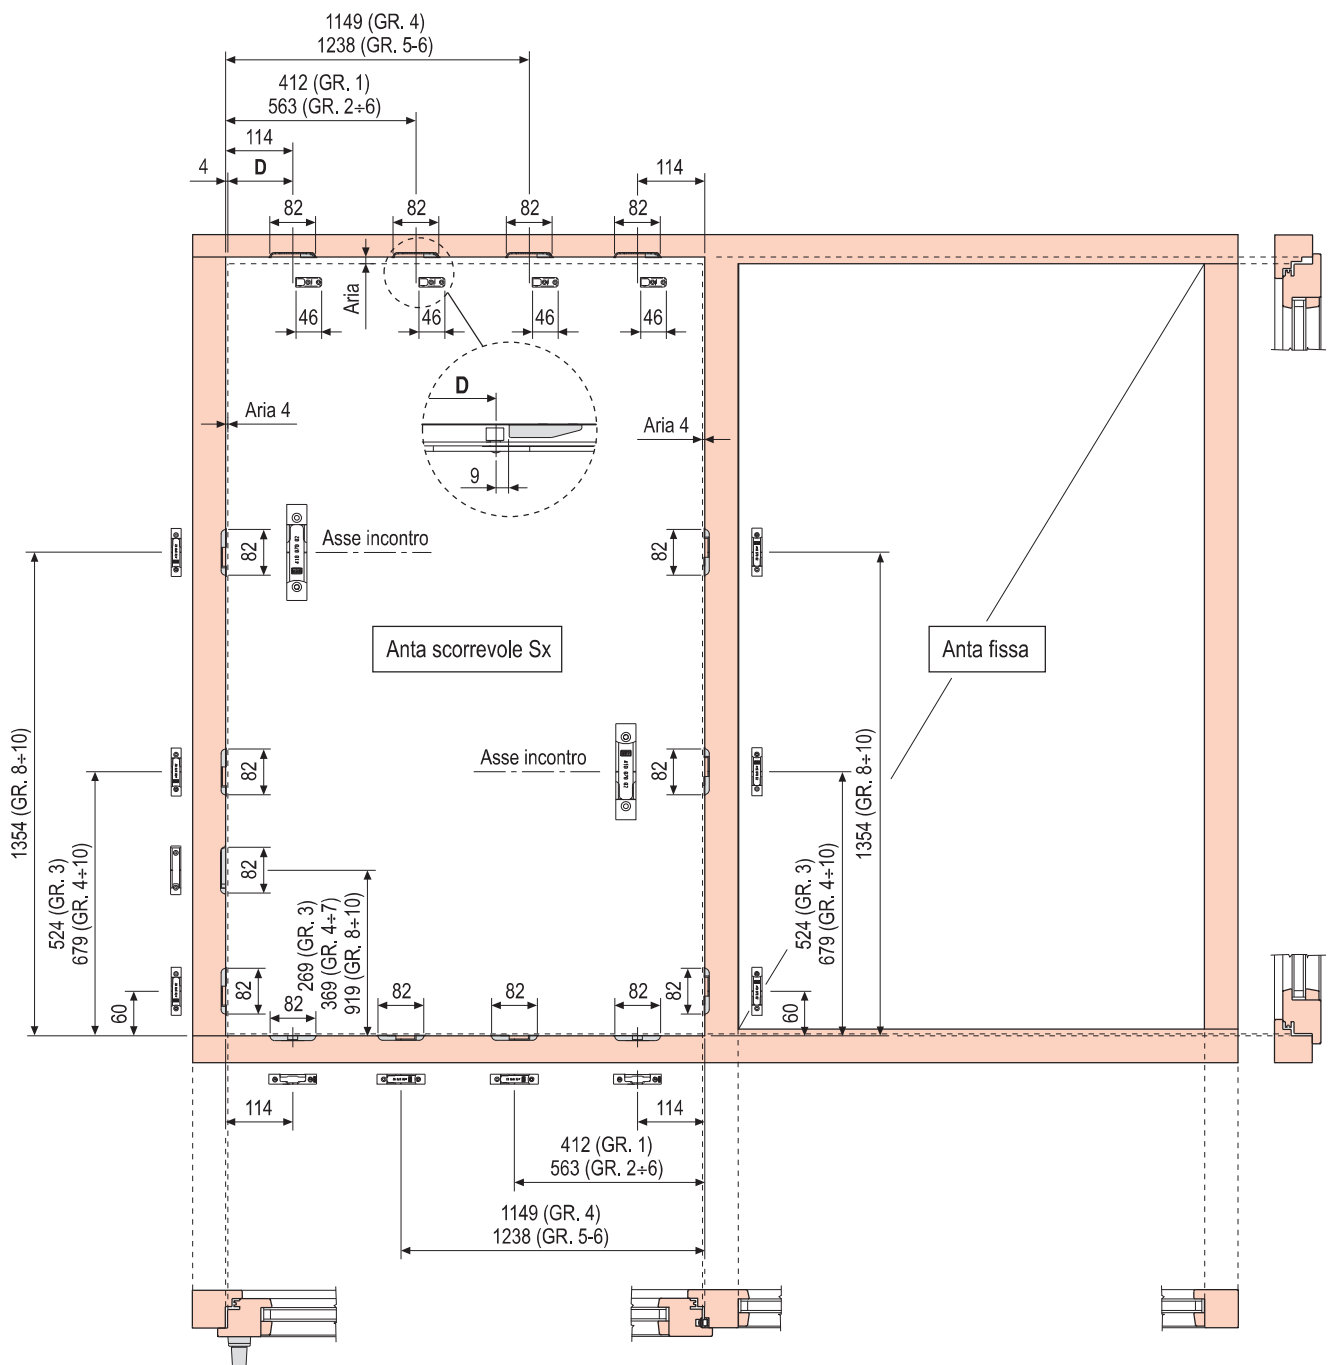 1149 (GR. 4)
1238 (GR. 5-6)
412 (GR. 1)
563 (GR. 2÷6)
114
4
D
114
82
82
82
82
46
Aria
46
46
46
D
Aria 4
Aria 4
9
82
Asse incontro
82
Anta scorrevole Sx
Anta fissa
1354 (GR. 8÷10)
82
Asse incontro
82
1354 (GR. 8÷10)
524 (GR. 3)
679 (GR. 4÷10)
82
269 (GR. 3)
369 (GR. 4÷7)
919 (GR. 8÷10)
524 (GR. 3)
679 (GR. 4÷10)
60
82
82
82
82
82
82
60
114
114
412 (GR. 1)
563 (GR. 2÷6)
1149 (GR. 4)
1238 (GR. 5-6)